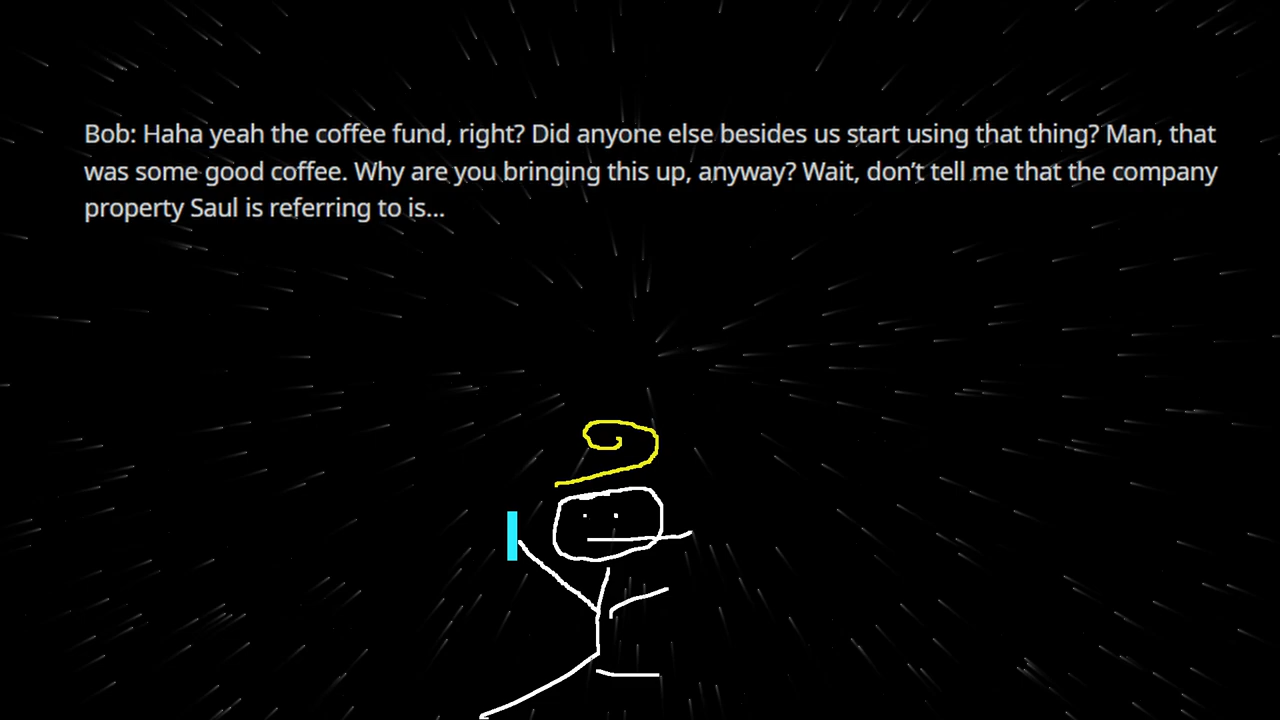 Bob: Haha yeah the coffee fund, right? Did anyone else besides us start using that thing? Man, that
was some good coffee. Why are you bringing this up, anyway? Wait, don’t tell me that the company
property Saul is referring to is...